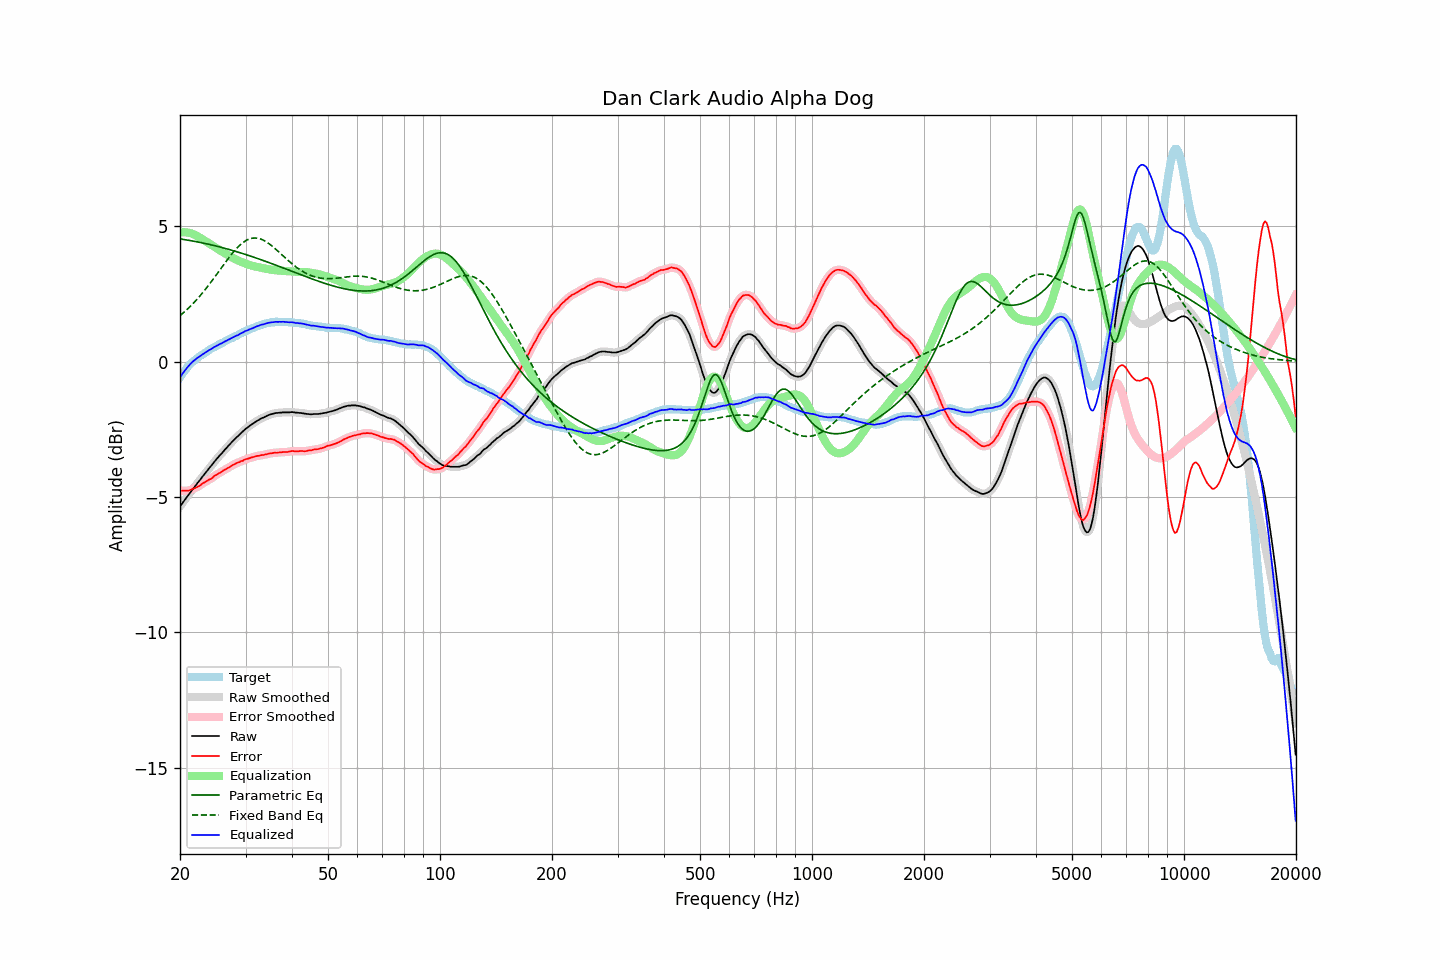 Dan Clark Audio Alpha Dog
Amplitude (dBr)
5
0
−5
−10
−15
Target
Raw Smoothed
Error Smoothed
Raw
Error
Equalization
Parametric Eq
Fixed Band Eq
Equalized
20 50 100 200 500 1000 2000 5000 10000 20000
Frequency (Hz)